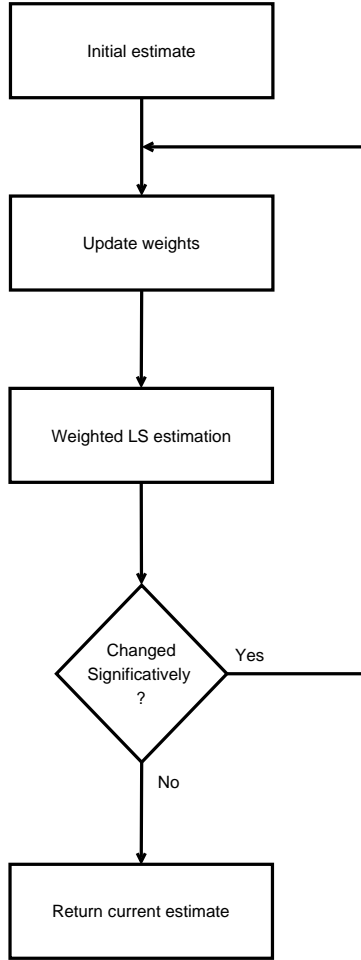 Initial estimate
Update weights
Weighted LS estimation
Changed
Significatively
?
Yes
No
Return current estimate